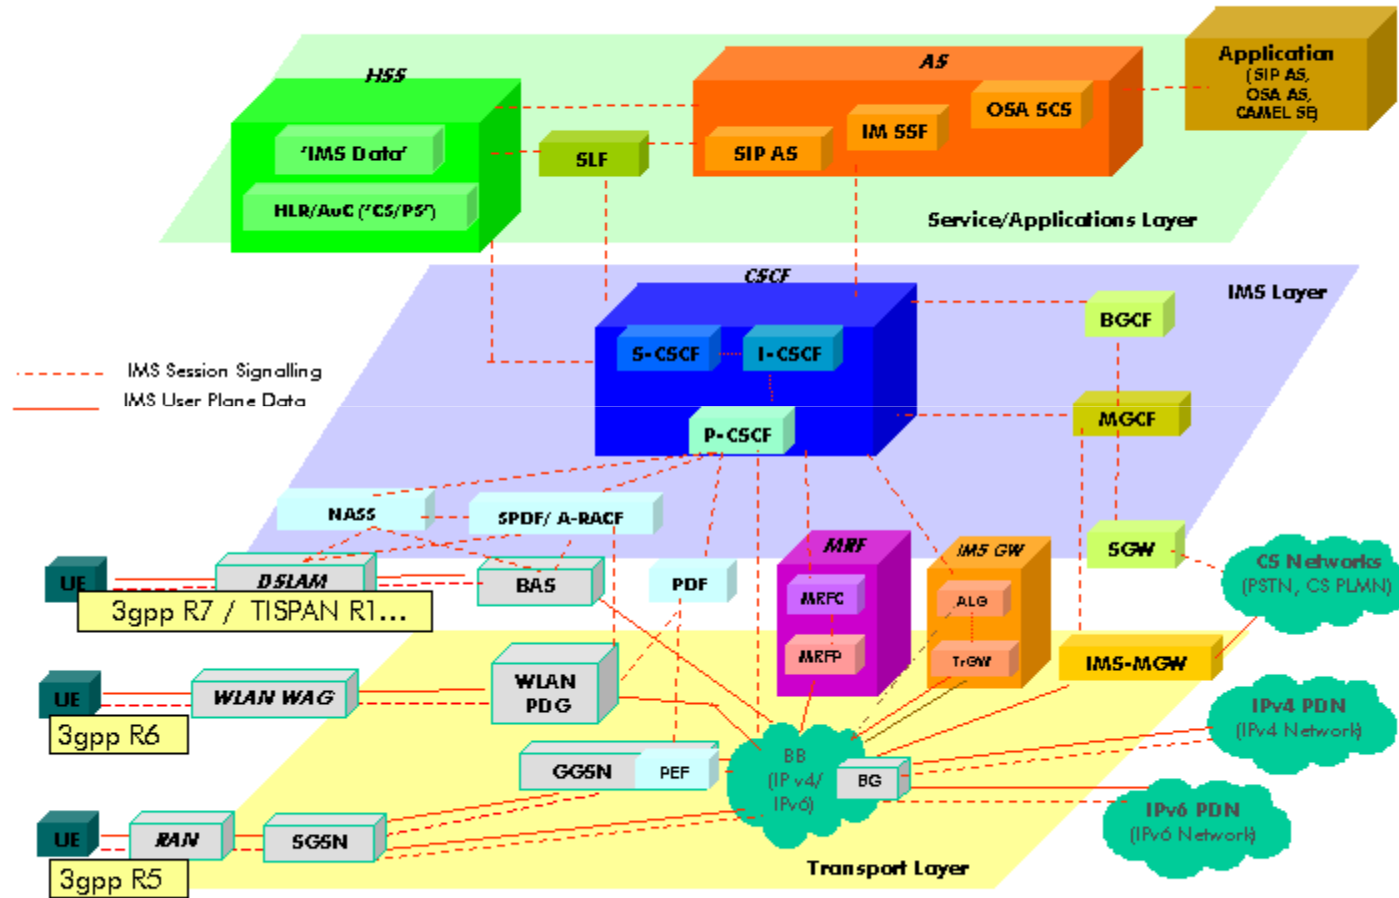 HSS
AS
Application
(SIP AS,
OSA AS,
CAMEL SE)
'IMS Data'
SLF
SIP AS
IM SSF
OSA SCS
HLR/AuC ('CS/PS')
Service/Applications Layer
CSCF
IMS Layer
S-CSCF
I-CSCF
BGCF
IMS Session Signalling
IMS User Plane Data
P-CSCF
MGCF
NASS
SPDF/ A-RACF
MRF
IMS GW
SGW
CS Networks
(PSTN, CS PLMN)
UE
DSLAM
BAS
PDF
MRFC
ALG
3gpp R7 / TISPAN R1...
MRFP
TrGW
IMS-MGW
UE
WLAN WAG
WLAN
PDG
3gpp R6
IPv4 PDN
(IPv4 Network)
GGSN
PEF
BB
(IP v4/
IPv6)
BG
IPv6 PDN
(IPv6 Network)
UE
RAN
SGSN
3gpp R5
Transport Layer